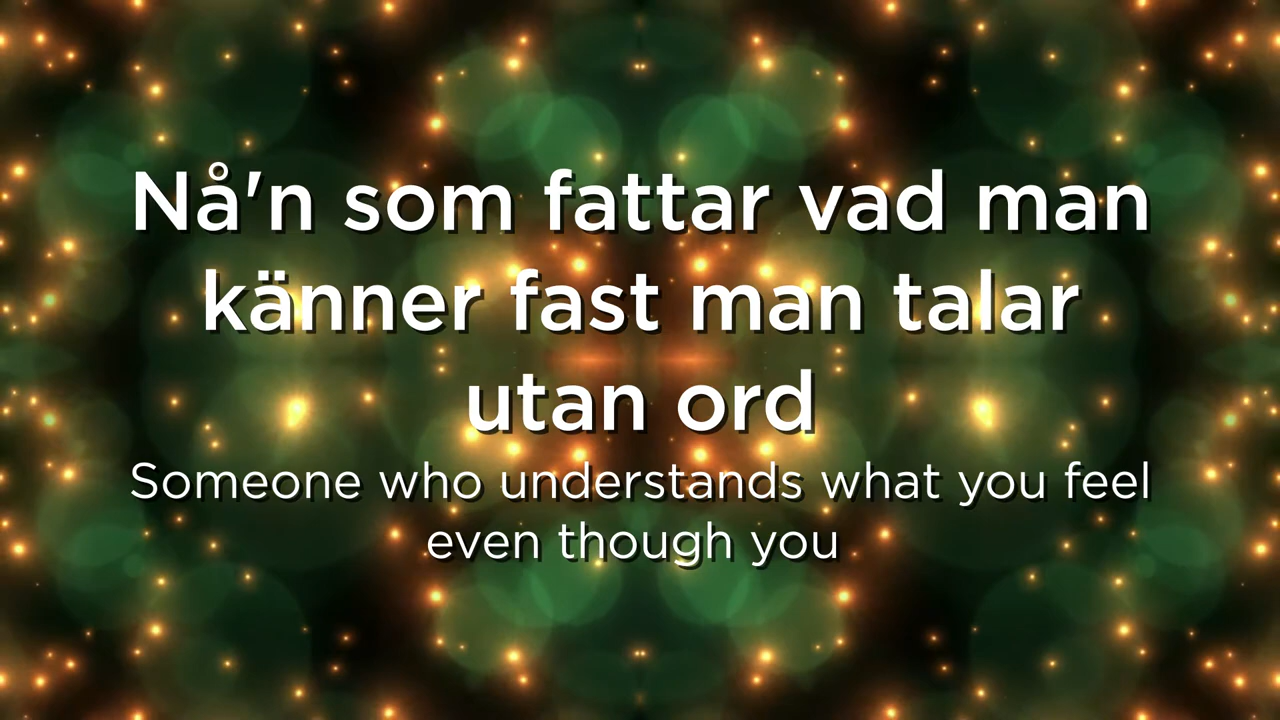 Nå'n som fattar vad man
känner fast man talar
utan ord
Someone who understands what you feel
even though you